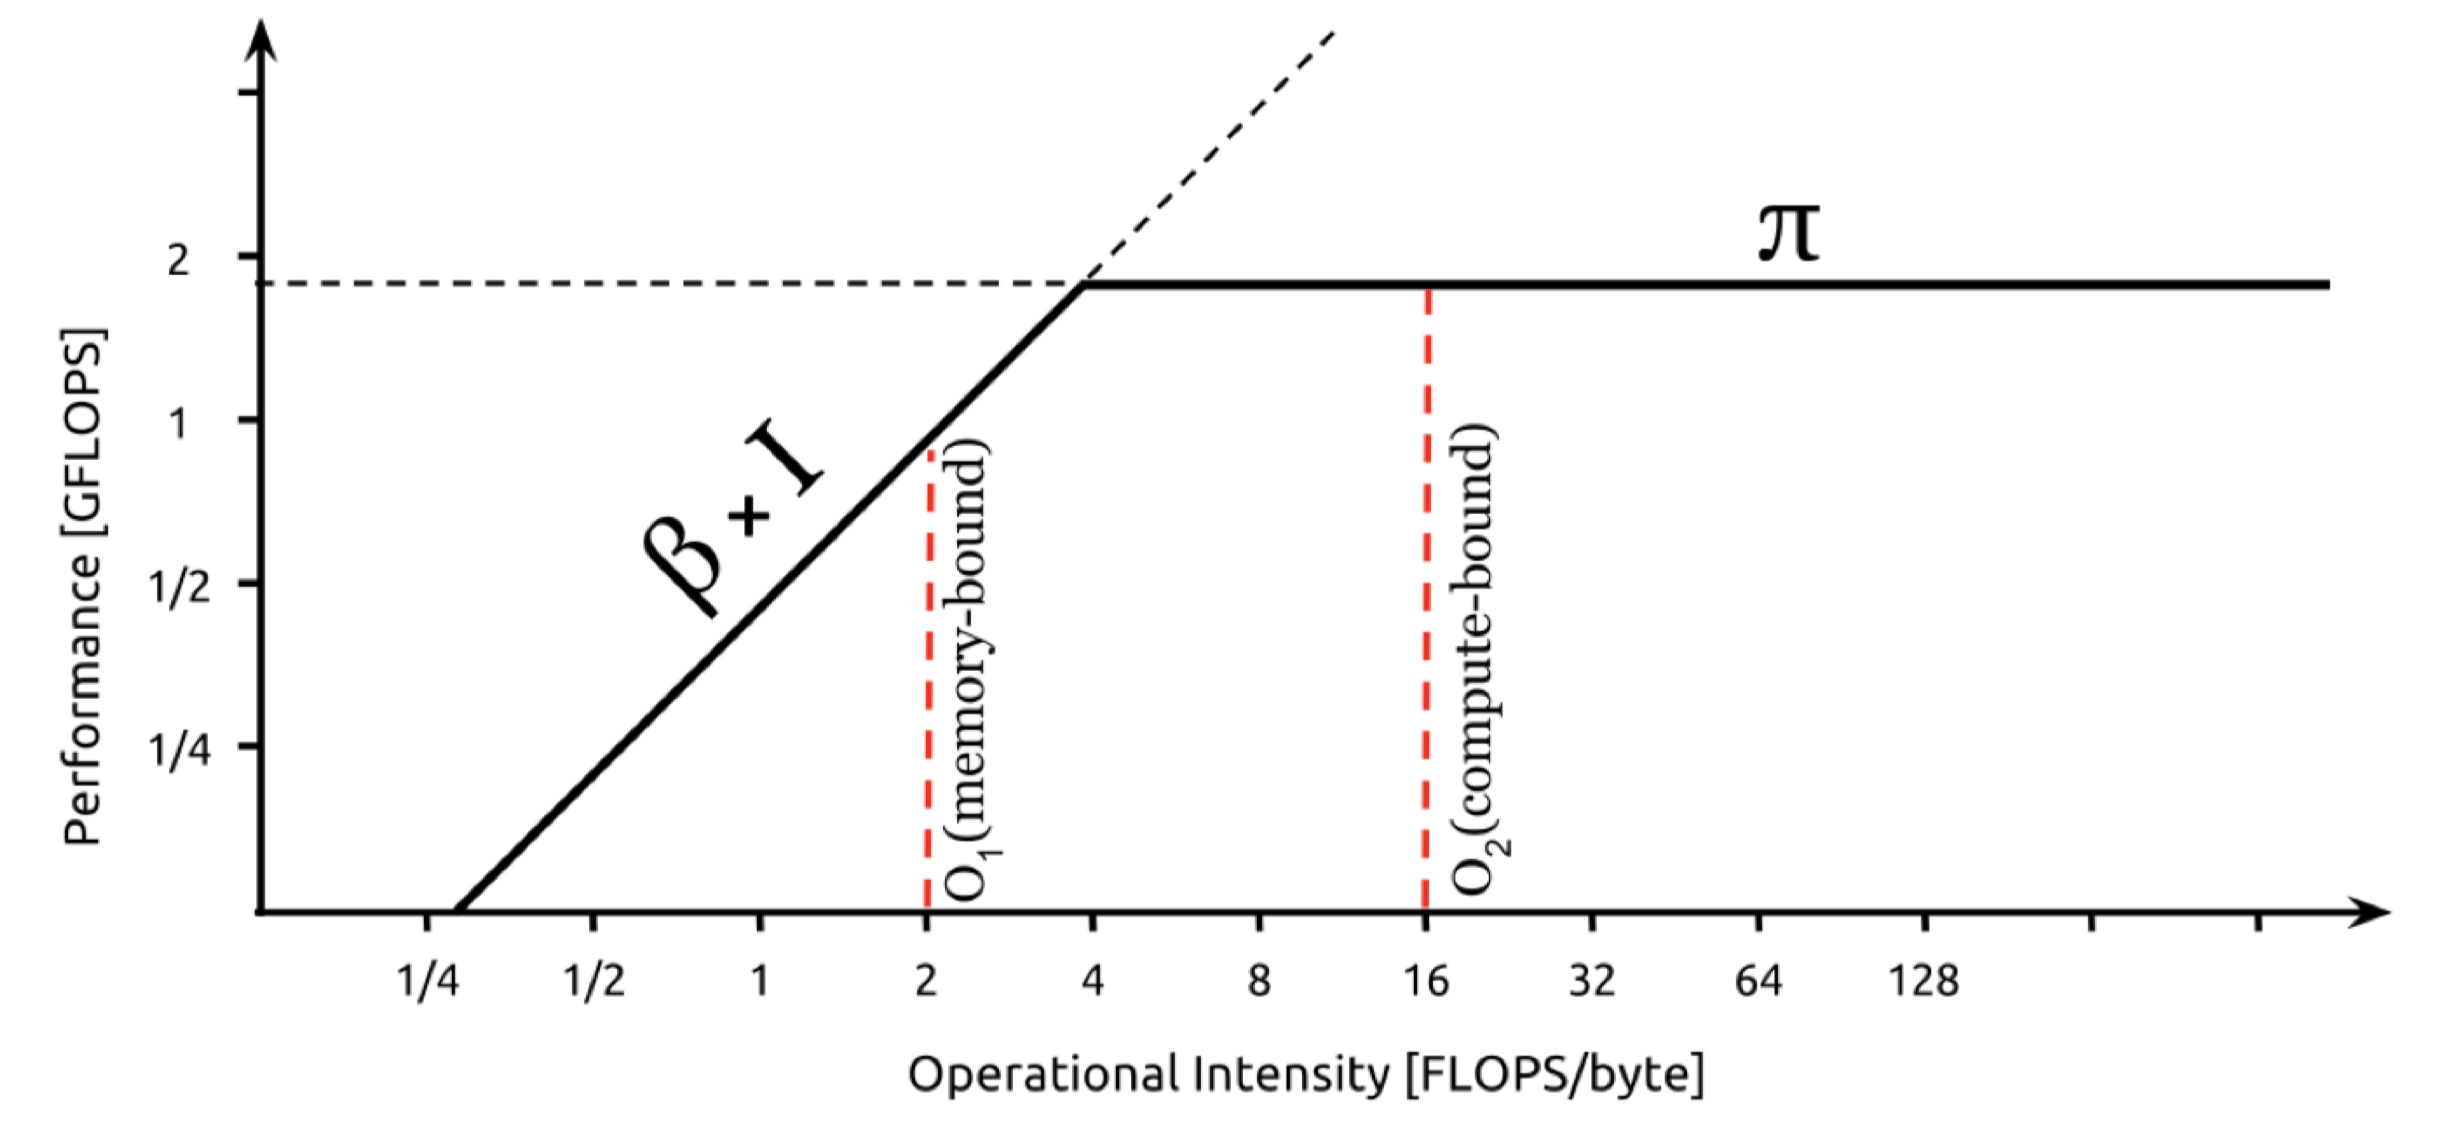 Performance [GFLOPS]
2
1
1/2
1/4
β + I
π
O₁(memory-bound)
O₂(compute-bound)
1/4 1/2 1 2 4 8 16 32 64 128
Operational Intensity [FLOPS/byte]